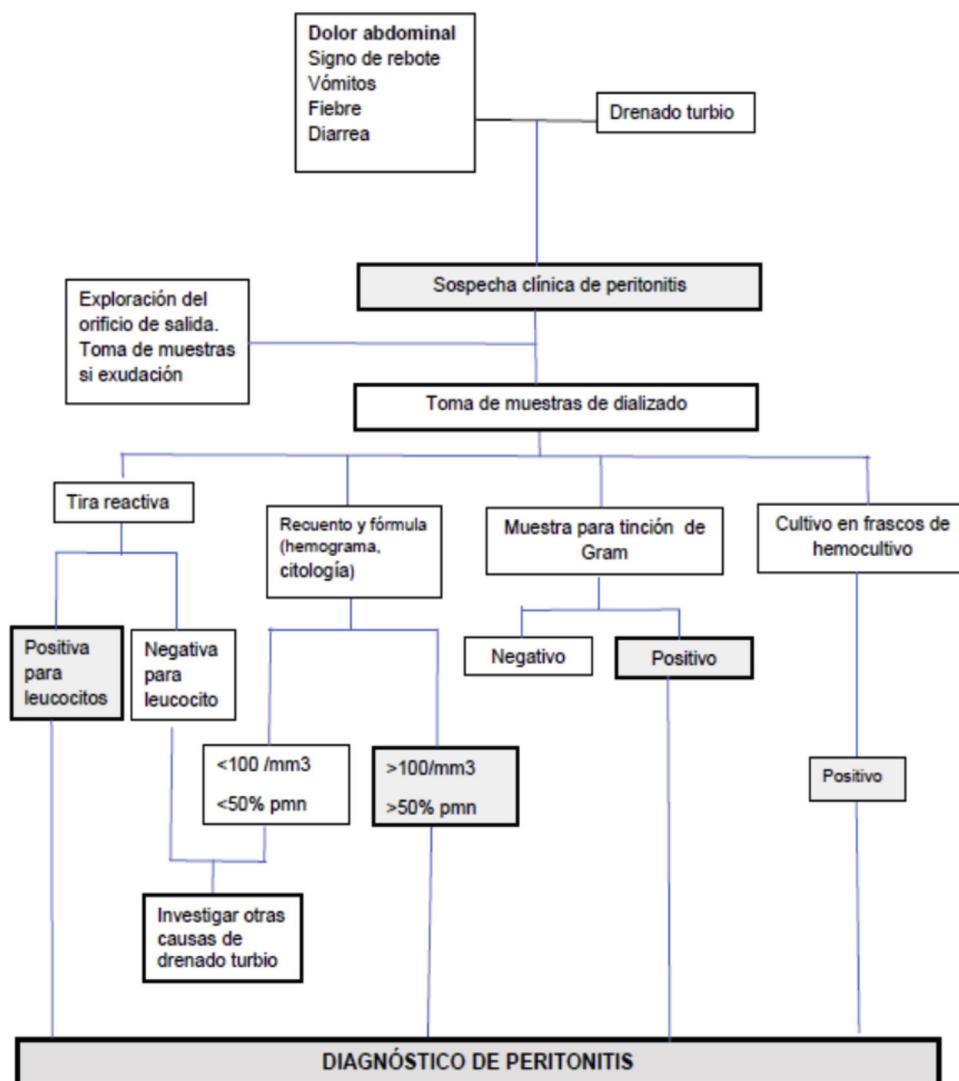 Dolor abdominal
Signo de rebote
Vómitos
Fiebre
Diarrea
Drenado turbio
Sospecha clínica de peritonitis
Exploración del
orificio de salida.
Toma de muestras
si exudación
Toma de muestras de dializado
Tira reactiva
Recuento y fórmula
(hemograma,
citología)
Muestra para tinción de
Gram
Cultivo en frascos de
hemocultivo
Positiva
para
leucocitos
Negativa
para
leucocito
Negativo
Positivo
<100 /mm3
<50% pmn
>100/mm3
>50% pmn
Positivo
Investigar otras
causas de
drenado turbio
DIAGNÓSTICO DE PERITONITIS